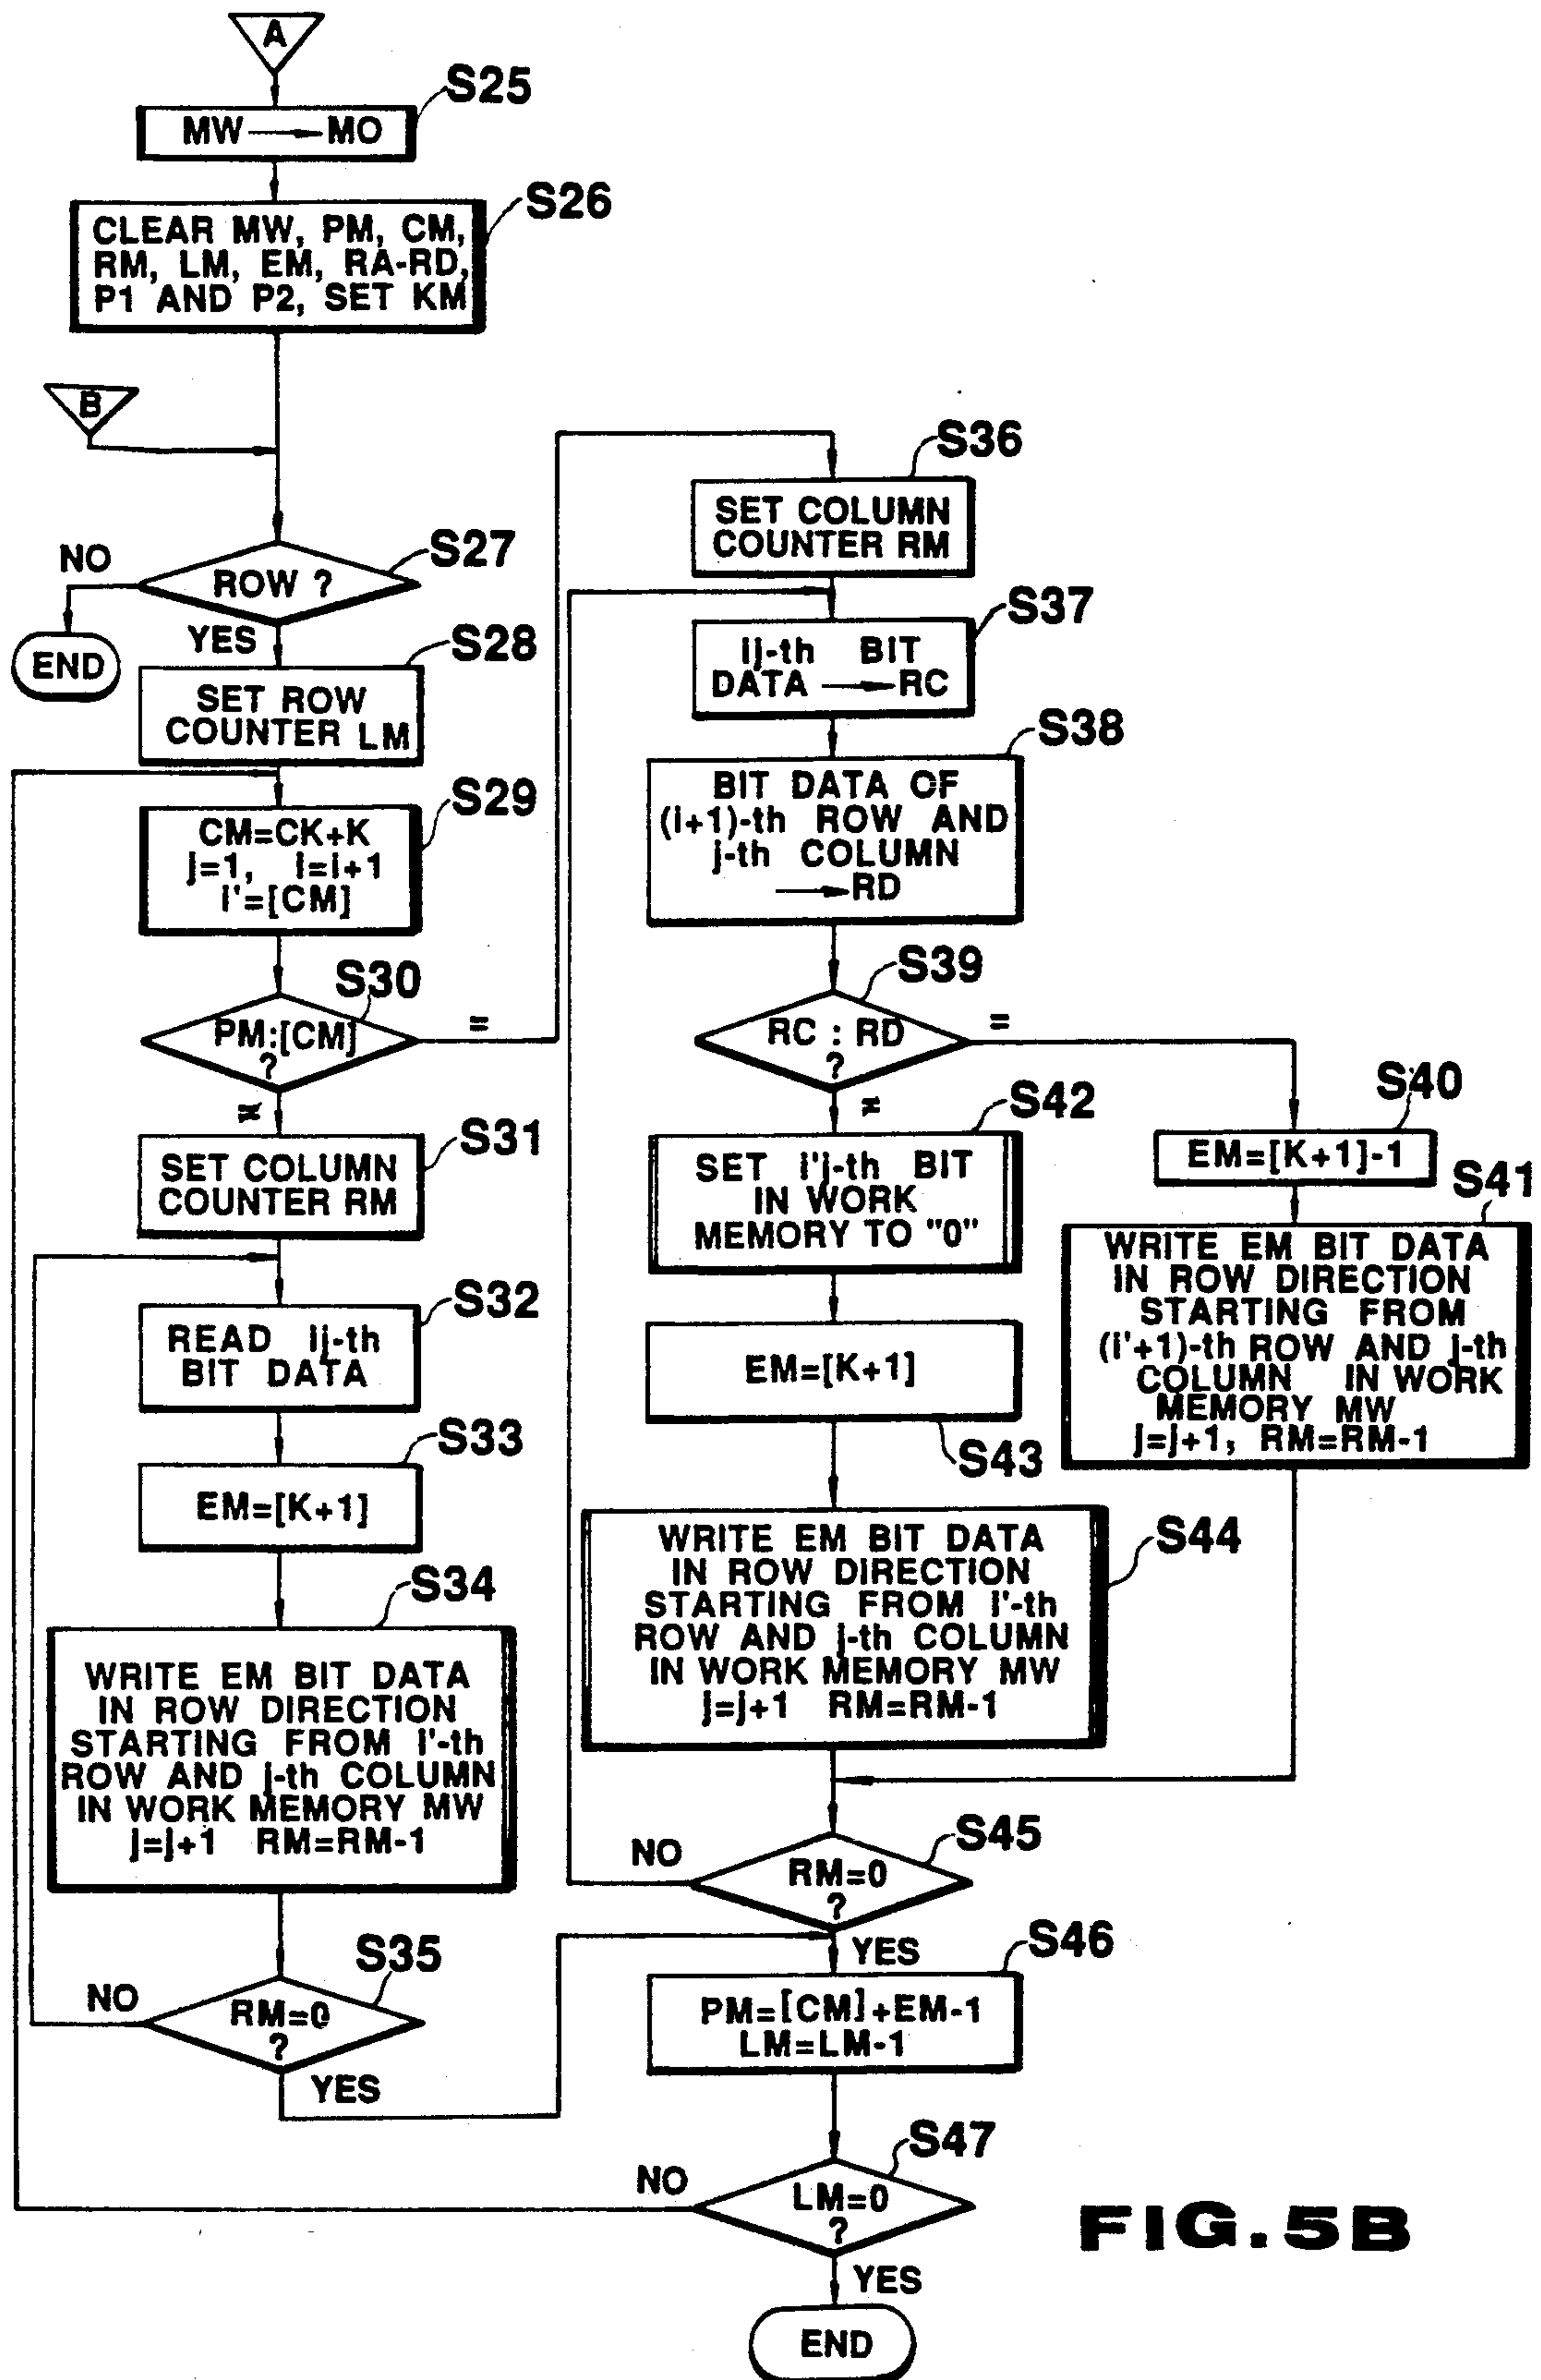 A
S25
MW → MO
S26
CLEAR MW, PM, CM,
RM, LM, EM, RA-RD,
P1 AND P2, SET KM
B
S27
NO
ROW ?
END
YES
S28
SET ROW
COUNTER LM
S29
CM=CK+K
j=1, i=i+1
i'=[CM]
S30
PM:[CM]
?
=
≠
S31
SET COLUMN
COUNTER RM
S32
READ ij-th
BIT DATA
S33
EM=[K+1]
S34
WRITE EM BIT DATA
IN ROW DIRECTION
STARTING FROM i'-th
ROW AND j-th COLUMN
IN WORK MEMORY MW
j=j+1 RM=RM-1
S35
NO
RM=0
?
YES
S36
SET COLUMN
COUNTER RM
S37
ij-th BIT
DATA → RC
S38
BIT DATA OF
(i+1)-th ROW AND
j-th COLUMN
→ RD
S39
RC : RD
?
=
≠
S40
EM=[K+1]-1
S41
WRITE EM BIT DATA
IN ROW DIRECTION
STARTING FROM
(i'+1)-th ROW AND j-th
COLUMN IN WORK
MEMORY MW
j=j+1, RM=RM-1
S42
SET i'j-th BIT
IN WORK
MEMORY TO "0"
EM=[K+1]
S43
S44
WRITE EM BIT DATA
IN ROW DIRECTION
STARTING FROM i'-th
ROW AND j-th COLUMN
IN WORK MEMORY MW
j=j+1 RM=RM-1
S45
NO
RM=0
?
YES
S46
PM=[CM]+EM-1
LM=LM-1
S47
NO
LM=0
?
YES
END
FIG.5B